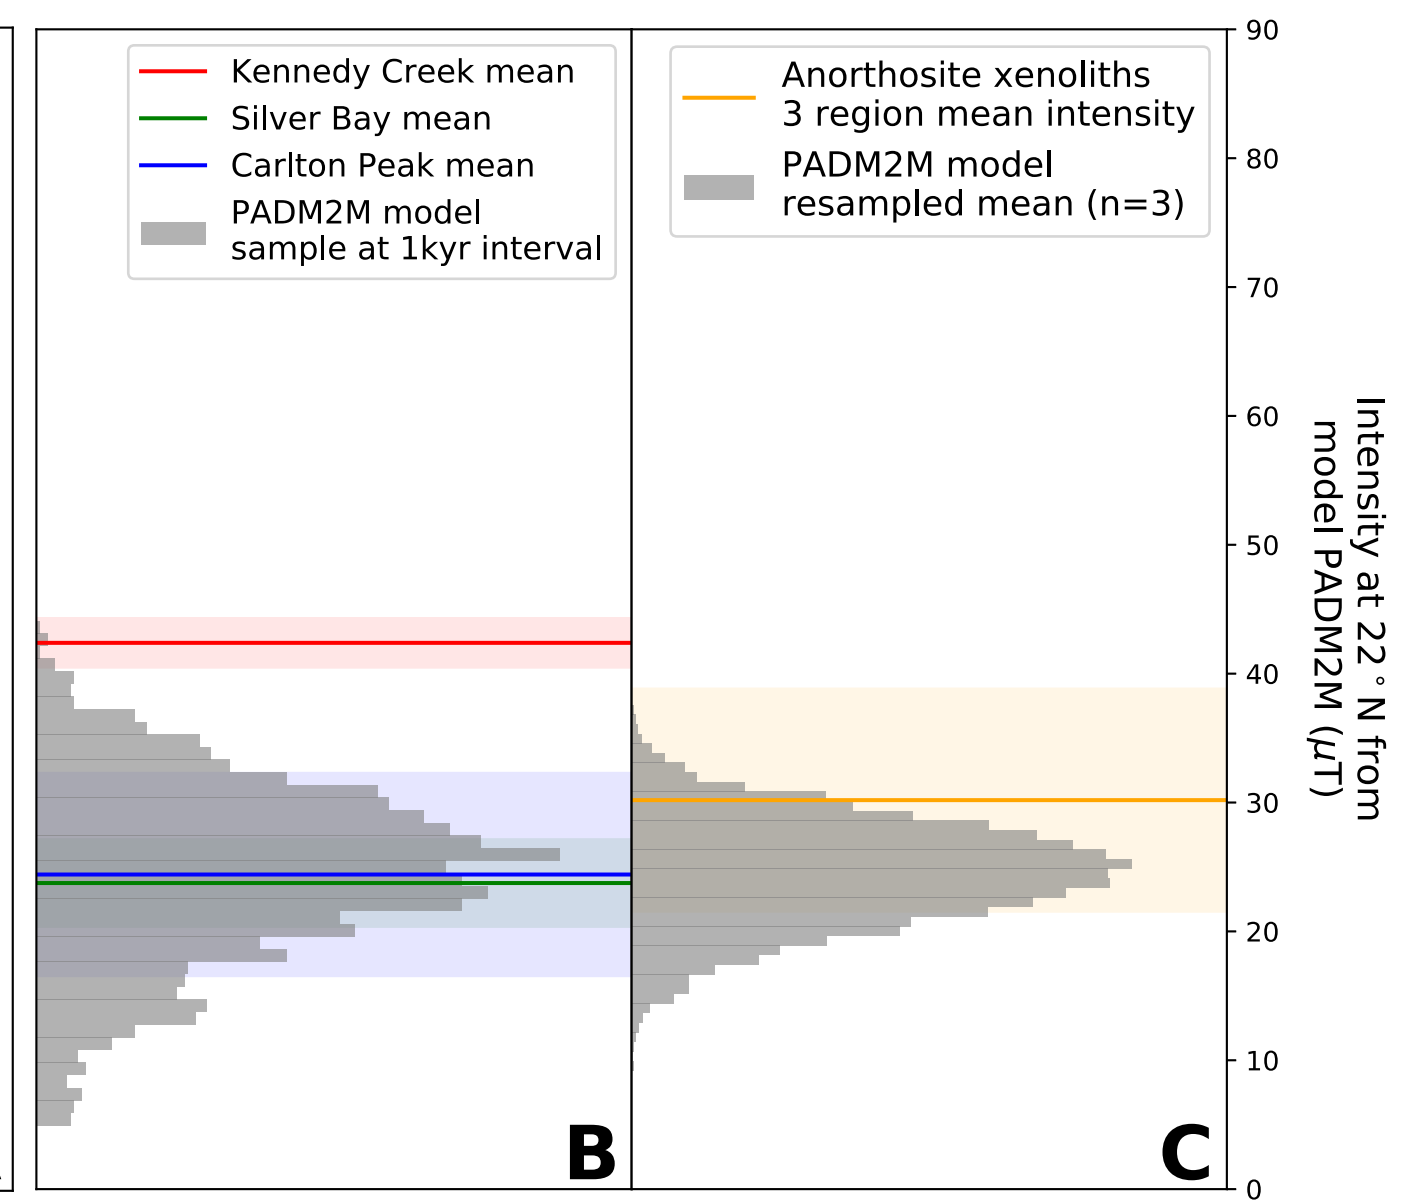 Kennedy Creek mean
Silver Bay mean
Carlton Peak mean
PADM2M model
sample at 1kyr interval
Anorthosite xenoliths
3 region mean intensity
PADM2M model
resampled mean (n=3)
90
80
70
60
50
40
30
20
10
0
Intensity at 22°N from
model PADM2M (μT)
B
C